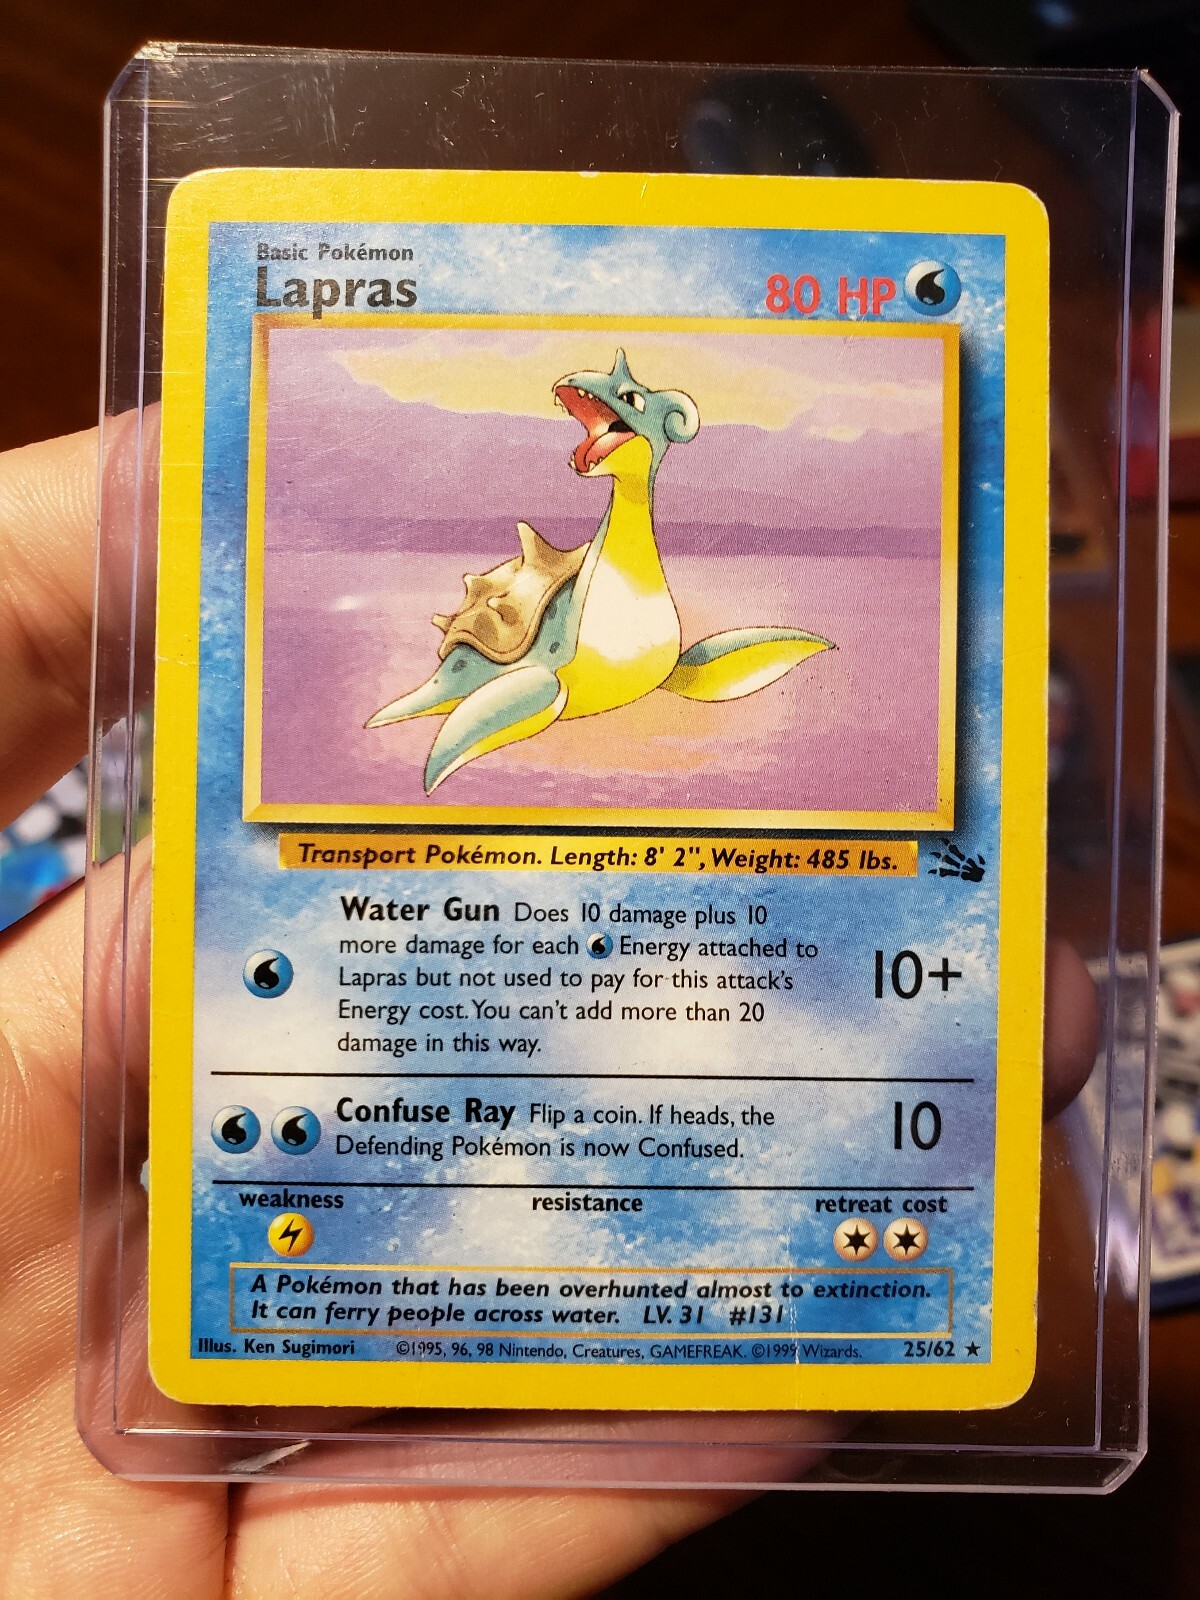 Basic Pokémon
Lapras
80 HP
Transport Pokémon. Length: 8' 2", Weight: 485 lbs.
Water Gun Does 10 damage plus 10
more damage for each Energy attached to
Lapras but not used to pay for this attack's
Energy cost. You can't add more than 20
damage in this way.
10+
Confuse Ray Flip a coin. If heads, the
Defending Pokémon is now Confused.
10
weakness resistance retreat cost
A Pokémon that has been overhunted almost to extinction.
It can ferry people across water. LV. 31 #131
Illus. Ken Sugimori ©1995, 96, 98 Nintendo, Creatures, GAMEFREAK. ©1999 Wizards. 25/62 ★